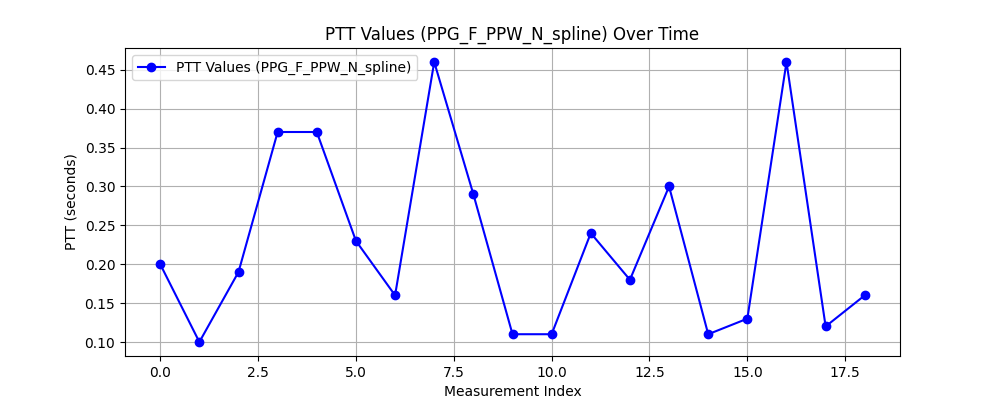 PTT Values (PPG_F_PPW_N_spline) Over Time
PTT Values (PPG_F_PPW_N_spline)
PTT (seconds)
0.45
0.40
0.35
0.30
0.25
0.20
0.15
0.10
0.0 2.5 5.0 7.5 10.0 12.5 15.0 17.5
Measurement Index